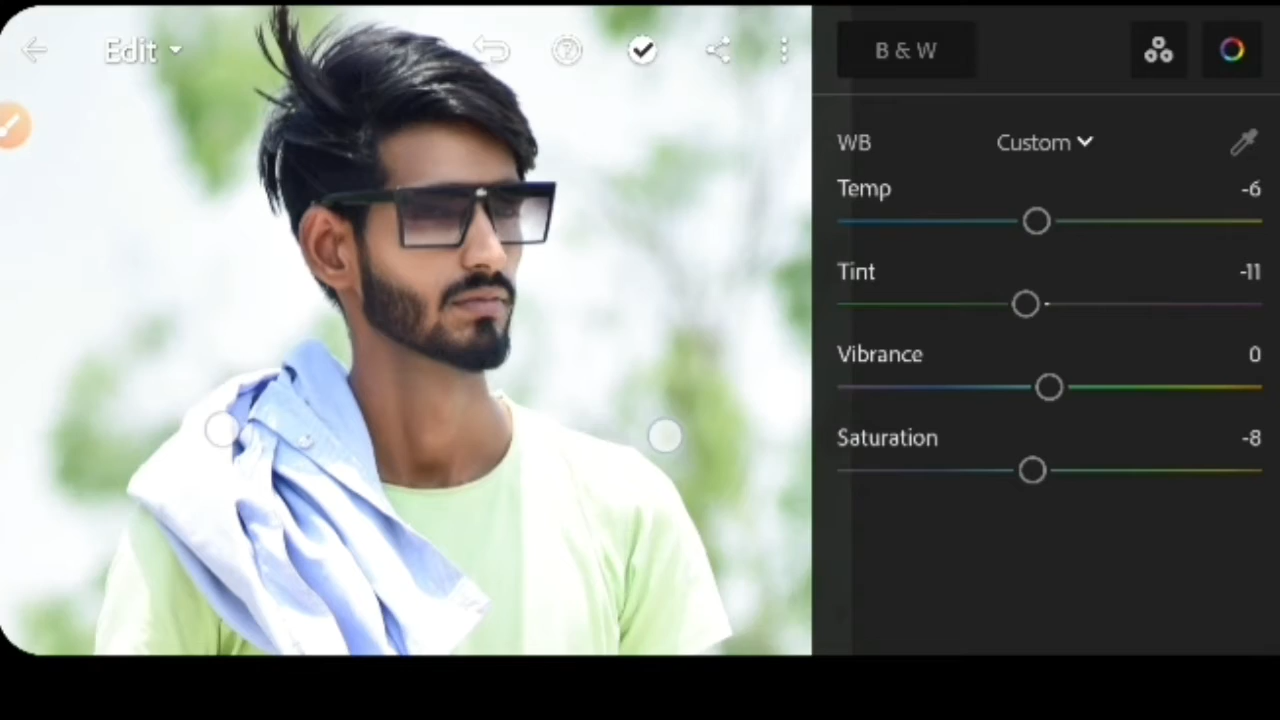 Edit
B & W
WB Custom
Temp -6
Tint -11
Vibrance 0
Saturation -8